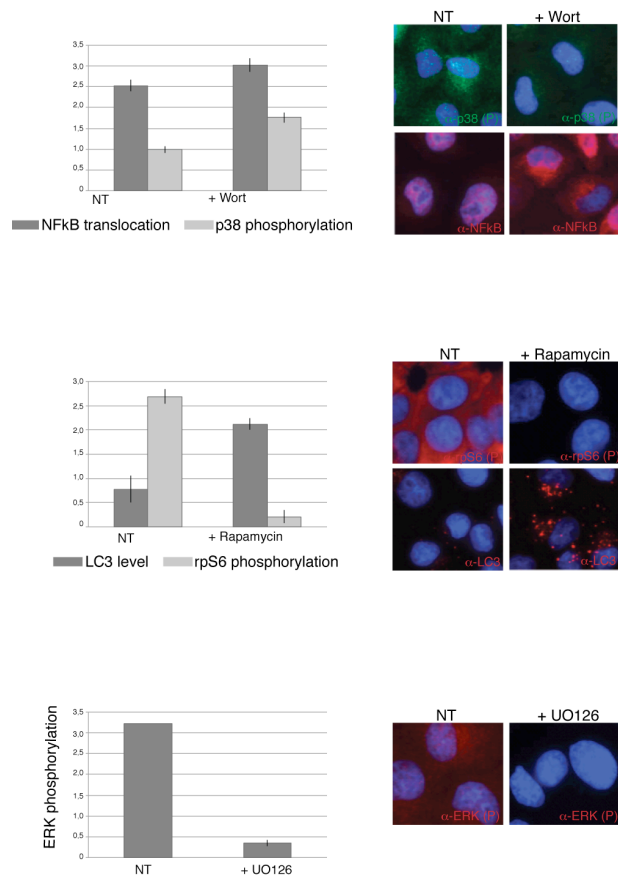 NT + Wort
3,5
3,0
2,5
2,0
1,5
1,0
0,5
0
NT + Wort
NFkB translocation p38 phosphorylation
α-p38 (P) α-p38 (P)
α-NFkB α-NFkB
NT + Rapamycin
3,0
2,5
2,0
1,5
1,0
0,5
0
NT + Rapamycin
LC3 level rpS6 phosphorylation
rpS6 (P) α-rpS6 (P)
α-LC3 α-LC3
ERK phosphorylation
3,5
3,0
2,5
2,0
1,5
1,0
0,5
0
NT + UO126
NT + UO126
α-ERK (P) α-ERK (P)